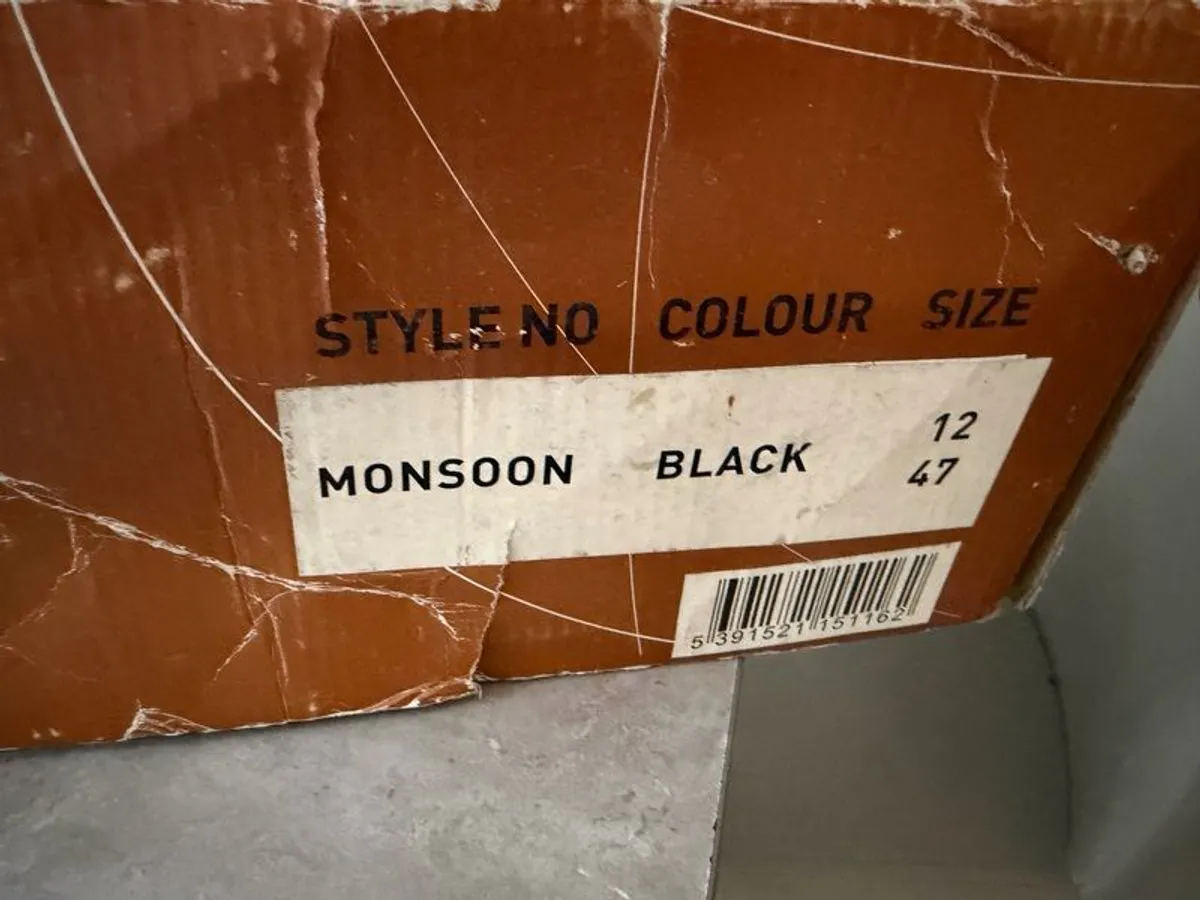 STYLE NO COLOUR SIZE
MONSOON BLACK 12
47
5 391521 151162